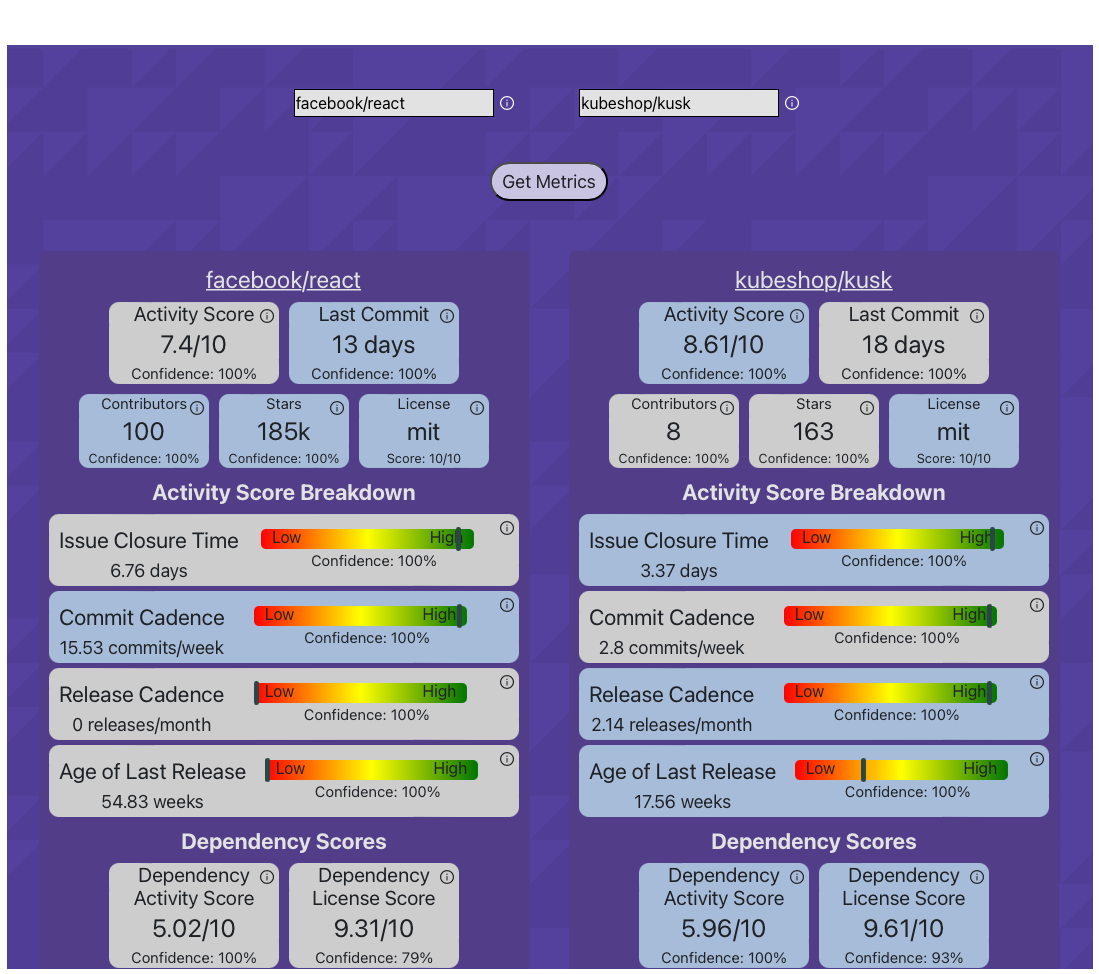 facebook/react
kubeshop/kusk
Get Metrics
facebook/react
Activity Score
7.4/10
Confidence: 100%
Last Commit
13 days
Confidence: 100%
Contributors
100
Confidence: 100%
Stars
185k
Confidence: 100%
License
mit
Score: 10/10
Activity Score Breakdown
Issue Closure Time
6.76 days
Low
High
Confidence: 100%
Commit Cadence
15.53 commits/week
Low
High
Confidence: 100%
Release Cadence
0 releases/month
Low
High
Confidence: 100%
Age of Last Release
54.83 weeks
Low
High
Confidence: 100%
Dependency Scores
Dependency
Activity Score
5.02/10
Confidence: 100%
Dependency
License Score
9.31/10
Confidence: 79%
kubeshop/kusk
Activity Score
8.61/10
Confidence: 100%
Last Commit
18 days
Confidence: 100%
Contributors
8
Confidence: 100%
Stars
163
Confidence: 100%
License
mit
Score: 10/10
Activity Score Breakdown
Issue Closure Time
3.37 days
Low
High
Confidence: 100%
Commit Cadence
2.8 commits/week
Low
High
Confidence: 100%
Release Cadence
2.14 releases/month
Low
High
Confidence: 100%
Age of Last Release
17.56 weeks
Low
High
Confidence: 100%
Dependency Scores
Dependency
Activity Score
5.96/10
Confidence: 100%
Dependency
License Score
9.61/10
Confidence: 93%